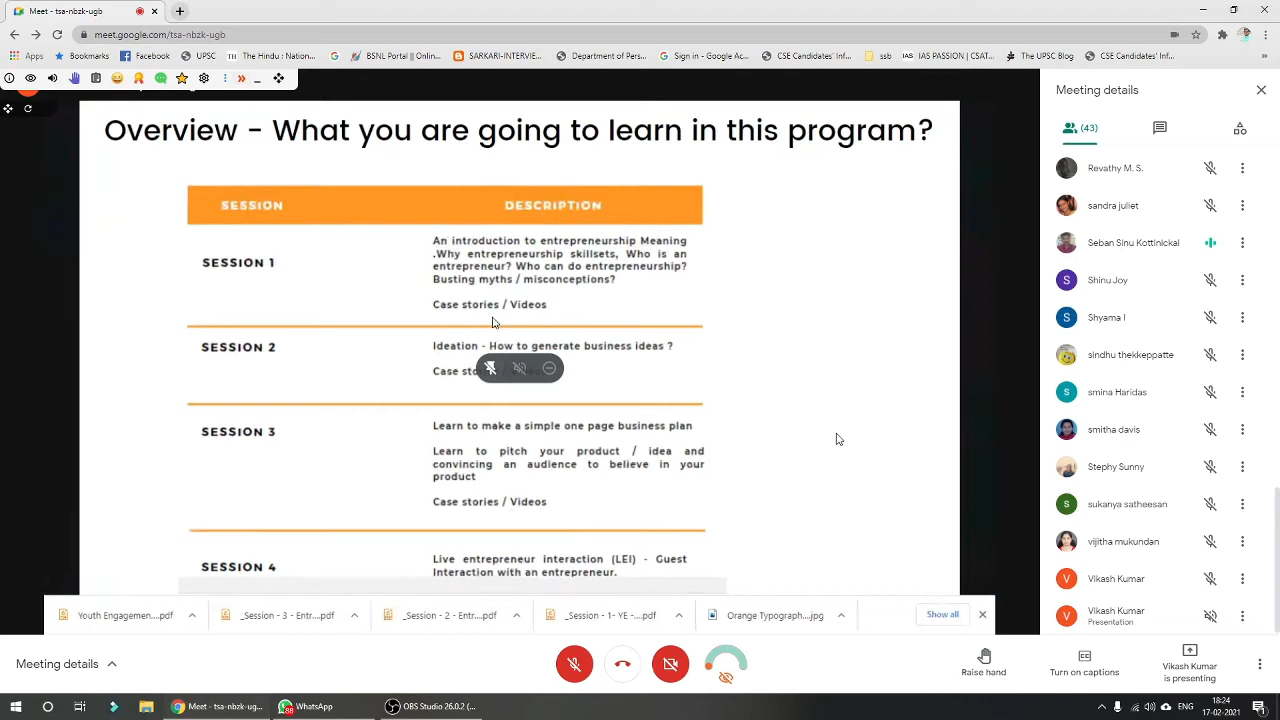 Meet - tsa-nbzk-ugb
meet.google.com/tsa-nbzk-ugb
Apps
Bookmarks
Facebook
UPSC
TH
The Hindu : Nationa...
BSNL Portal || Onlin...
SARKARI-INTERVIE...
Department of Pers...
Sign in - Google Ac...
CSE Candidates' Inf...
ssb
IAS
IAS PASSION | CSAT...
The UPSC Blog
CSE Candidates' Inf...
Overview - What you are going to learn in this program?
SESSION
DESCRIPTION
SESSION 1
An introduction to entrepreneurship Meaning
.Why entrepreneurship skillsets, Who is an
entrepreneur? Who can do entrepreneurship?
Busting myths / misconceptions?
Case stories / Videos
SESSION 2
Ideation - How to generate business ideas ?
Case
SESSION 3
Learn to make a simple one page business plan
Learn to pitch your product / idea and
convincing an audience to believe in your
product
Case stories / Videos
SESSION 4
Live entrepreneur interaction (LEI) - Guest
Interaction with an entrepreneur.
Meeting details
(43)
Revathy M. S.
sandra juliet
Seban Sinu Kottinickal
S
Shinu Joy
S
Shyama I
sindhu thekkeppatte
s
smina Haridas
smitha davis
Stephy Sunny
s
sukanya satheesan
vijitha mukundan
V
Vikash Kumar
V
Vikash Kumar
Presentation
Youth Engagemen....pdf
_Session - 3 - Entr....pdf
_Session - 2 - Entr....pdf
_Session - 1- YE -....pdf
Orange Typograph....jpg
Show all
Meeting details
Raise hand
Turn on captions
Vikash Kumar
is presenting
Meet - tsa-nbzk-ug...
88
WhatsApp
OBS Studio 26.0.2 (...
ENG
18:24
17-02-2021